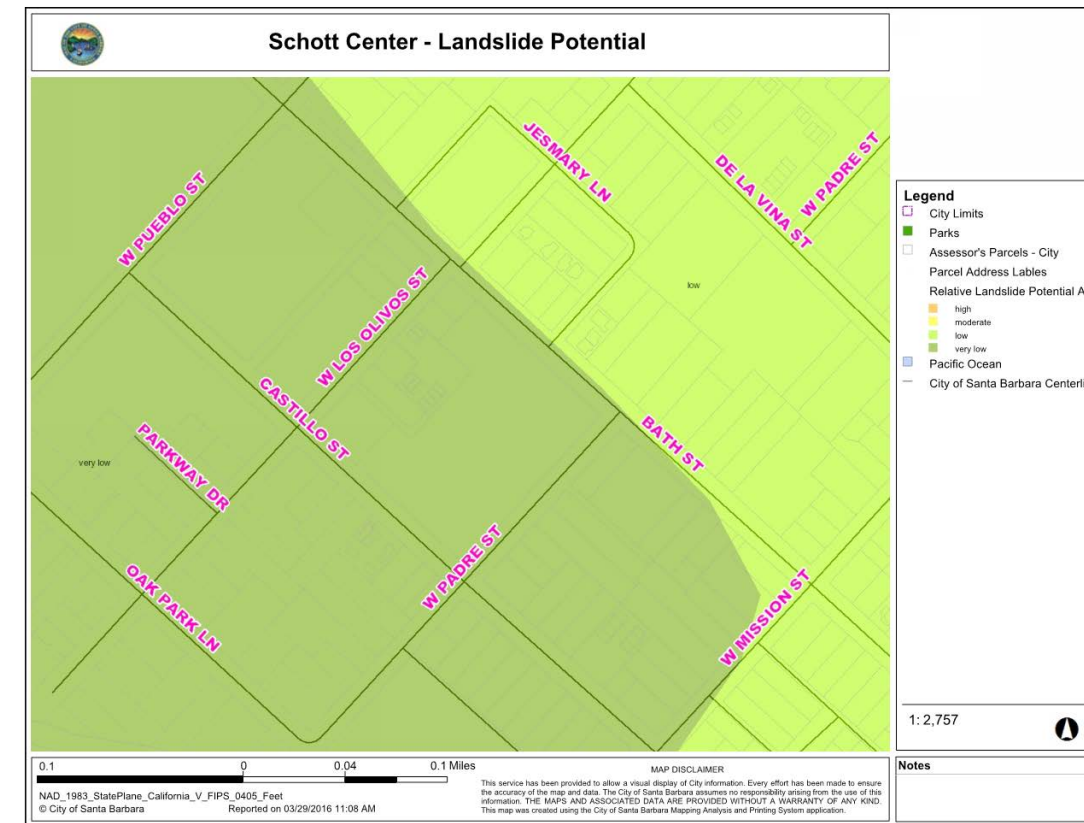 Schott Center - Landslide Potential
JESMARY LN
DE LA VINA ST
W PADRE ST
W PUEBLO ST
W LOS OLIVOS ST
low
CASTILLO ST
PARKWAY DR
very low
BATH ST
W PADRE ST
OAK PARK LN
W MISSION ST
Legend
City Limits
Parks
Assessor's Parcels - City
Parcel Address Lables
Relative Landslide Potential A
high
moderate
low
very low
Pacific Ocean
City of Santa Barbara Centerli
1: 2,757
0.1 0 0.04 0.1 Miles
NAD_1983_StatePlane_California_V_FIPS_0405_Feet
© City of Santa Barbara Reported on 03/29/2016 11:08 AM
MAP DISCLAIMER
This service has been provided to allow a visual display of City information. Every effort has been made to ensure
the accuracy of the map and data. The City of Santa Barbara assumes no responsibility arising from the use of this
information. THE MAPS AND ASSOCIATED DATA ARE PROVIDED WITHOUT A WARRANTY OF ANY KIND.
This map was created using the City of Santa Barbara Mapping Analysis and Printing System application.
Notes